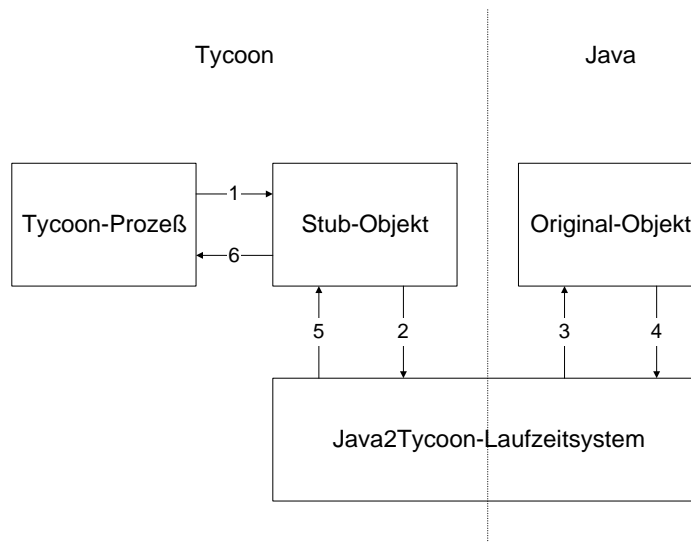 Tycoon
Java
Tycoon-Prozeß
1
6
Stub-Objekt
Original-Objekt
5
2
3
4
Java2Tycoon-Laufzeitsystem